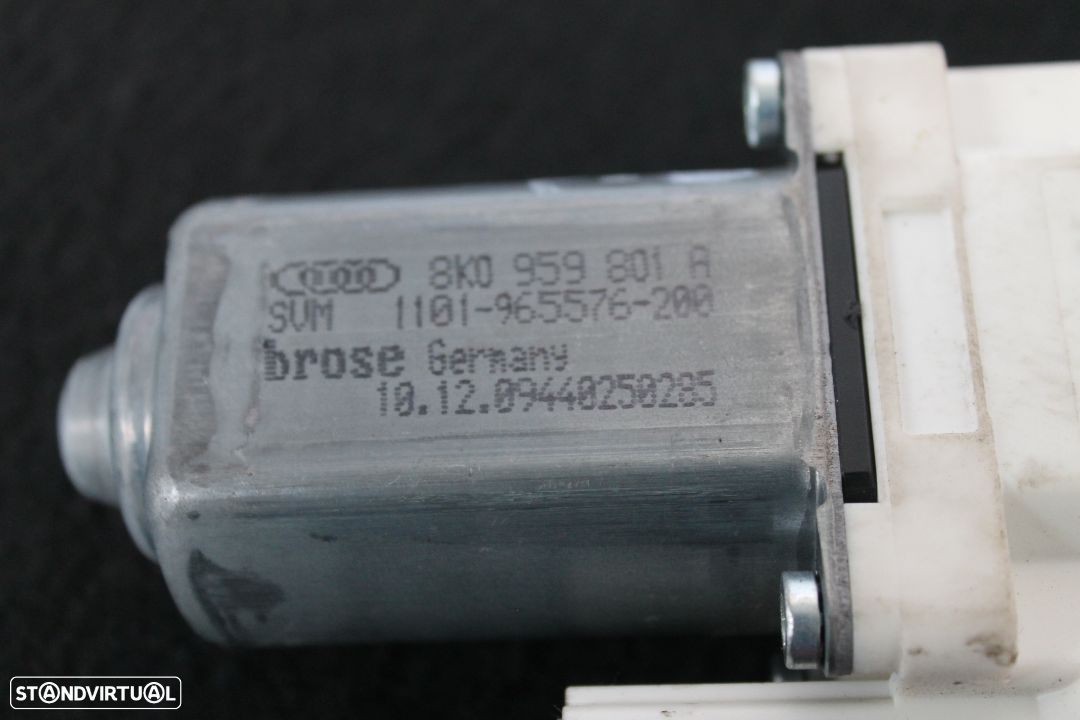 8K0 959 801 A
SVM 1101-965576-200
brose Germany
10.12.09440250285
STANDVIRTUAL